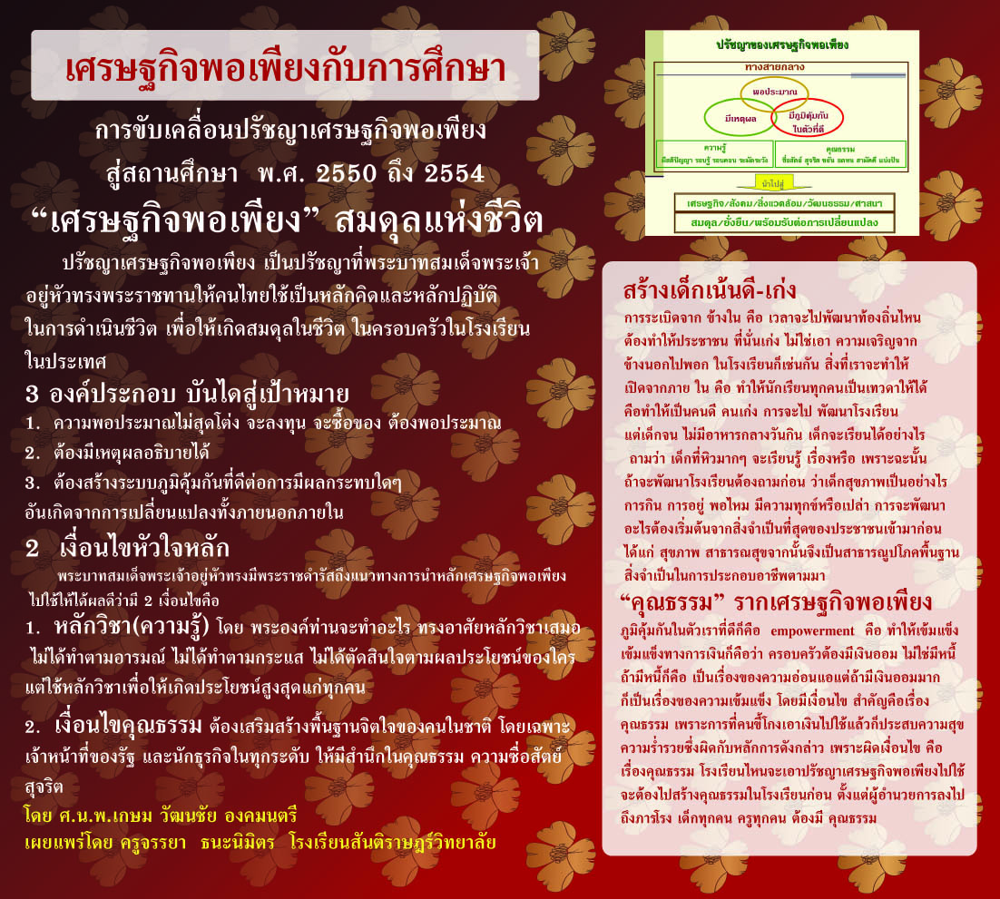 เศรษฐกิจพอเพียงกับการศึกษา
การขับเคลื่อนปรัชญาเศรษฐกิจพอเพียง
สู่สถานศึกษา พ.ศ. 2550 ถึง 2554
“เศรษฐกิจพอเพียง” สมดุลแห่งชีวิต
ปรัชญาเศรษฐกิจพอเพียง เป็นปรัชญาที่พระบาทสมเด็จพระเจ้า
อยู่หัวทรงพระราชทานให้คนไทยใช้เป็นหลักคิดและหลักปฏิบัติ
ในการดำเนินชีวิต เพื่อให้เกิดสมดุลในชีวิต ในครอบครัวในโรงเรียน
ในประเทศ
3 องค์ประกอบ บันไดสู่เป้าหมาย
1. ความพอประมาณไม่สุดโต่ง จะลงทุน จะซื้อของ ต้องพอประมาณ
2. ต้องมีเหตุผลอธิบายได้
3. ต้องสร้างระบบภูมิคุ้มกันที่ดีต่อการมีผลกระทบใดๆ
อันเกิดจากการเปลี่ยนแปลงทั้งภายนอกภายใน
2 เงื่อนไขหัวใจหลัก
พระบาทสมเด็จพระเจ้าอยู่หัวทรงมีพระราชดำรัสถึงแนวทางการนำหลักเศรษฐกิจพอเพียง
ไปใช้ให้ได้ผลดีว่ามี 2 เงื่อนไขคือ
1. หลักวิชา(ความรู้) โดย พระองค์ท่านจะทำอะไร ทรงอาศัยหลักวิชาเสมอ
ไม่ได้ทำตามอารมณ์ ไม่ได้ทำตามกระแส ไม่ได้ตัดสินใจตามผลประโยชน์ของใคร
แต่ใช้หลักวิชาเพื่อให้เกิดประโยชน์สูงสุดแก่ทุกคน
2. เงื่อนไขคุณธรรม ต้องเสริมสร้างพื้นฐานจิตใจของคนในชาติ โดยเฉพาะ
เจ้าหน้าที่ของรัฐ และนักธุรกิจในทุกระดับ ให้มีสำนึกในคุณธรรม ความซื่อสัตย์
สุจริต
โดย ศ.น.พ.เกษม วัฒนชัย องคมนตรี
เผยแพร่โดย ครูจรรยา ธนะนิมิตร โรงเรียนสันติราษฎร์วิทยาลัย
ปรัชญาของเศรษฐกิจพอเพียง
ทางสายกลาง
พอประมาณ
มีเหตุผล
มีภูมิคุ้มกัน
ในตัวที่ดี
ความรู้
มีสติปัญญา รอบรู้ รอบคอบ ระมัดระวัง
คุณธรรม
ซื่อสัตย์ สุจริต ขยัน อดทน สามัคคี แบ่งปัน
นำไปสู่
เศรษฐกิจ/สังคม/สิ่งแวดล้อม/วัฒนธรรม/ศาสนา
สมดุล/ยั่งยืน/พร้อมรับต่อการเปลี่ยนแปลง
สร้างเด็กเน้นดี-เก่ง
การระเบิดจาก ข้างใน คือ เวลาจะไปพัฒนาท้องถิ่นไหน
ต้องทำให้ประชาชน ที่นั่นเก่ง ไม่ใช่เอา ความเจริญจาก
ข้างนอกไปพอก ในโรงเรียนก็เช่นกัน สิ่งที่เราจะทำให้
เปิดจากภาย ใน คือ ทำให้นักเรียนทุกคนเป็นเทวดาให้ได้
คือทำให้เป็นคนดี คนเก่ง การจะไป พัฒนาโรงเรียน
แต่เด็กจน ไม่มีอาหารกลางวันกิน เด็กจะเรียนได้อย่างไร
ถามว่า เด็กที่หิวมากๆ จะเรียนรู้ เรื่องหรือ เพราะฉะนั้น
ถ้าจะพัฒนาโรงเรียนต้องถามก่อน ว่าเด็กสุขภาพเป็นอย่างไร
การกิน การอยู่ พอไหม มีความทุกข์หรือเปล่า การจะพัฒนา
อะไรต้องเริ่มต้นจากสิ่งจำเป็นที่สุดของประชาชนเข้ามาก่อน
ได้แก่ สุขภาพ สาธารณสุขจากนั้นจึงเป็นสาธารณูปโภคพื้นฐาน
สิ่งจำเป็นในการประกอบอาชีพตามมา
“คุณธรรม” รากเศรษฐกิจพอเพียง
ภูมิคุ้มกันในตัวเราที่ดีก็คือ empowerment คือ ทำให้เข้มแข็ง
เข้มแข็งทางการเงินก็คือว่า ครอบครัวต้องมีเงินออม ไม่ใช่มีหนี้
ถ้ามีหนี้ก็คือ เป็นเรื่องของความอ่อนแอแต่ถ้ามีเงินออมมาก
ก็เป็นเรื่องของความเข้มแข็ง โดยมีเงื่อนไข สำคัญคือเรื่อง
คุณธรรม เพราะการที่คนขี้โกงเอาเงินไปใช้แล้วก็ประสบความสุข
ความร่ำรวยซึ่งผิดกับหลักการดังกล่าว เพราะผิดเงื่อนไข คือ
เรื่องคุณธรรม โรงเรียนไหนจะเอาปรัชญาเศรษฐกิจพอเพียงไปใช้
จะต้องไปสร้างคุณธรรมในโรงเรียนก่อน ตั้งแต่ผู้อำนวยการลงไป
ถึงภารโรง เด็กทุกคน ครูทุกคน ต้องมี คุณธรรม